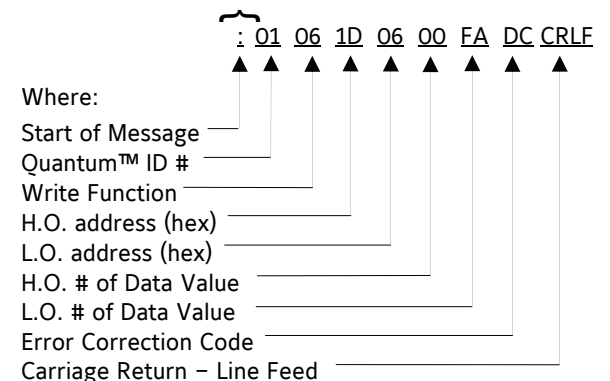 : 01 06 1D 06 00 FA DC CRLF
Where:
Start of Message
Quantum™ ID #
Write Function
H.O. address (hex)
L.O. address (hex)
H.O. # of Data Value
L.O. # of Data Value
Error Correction Code
Carriage Return – Line Feed